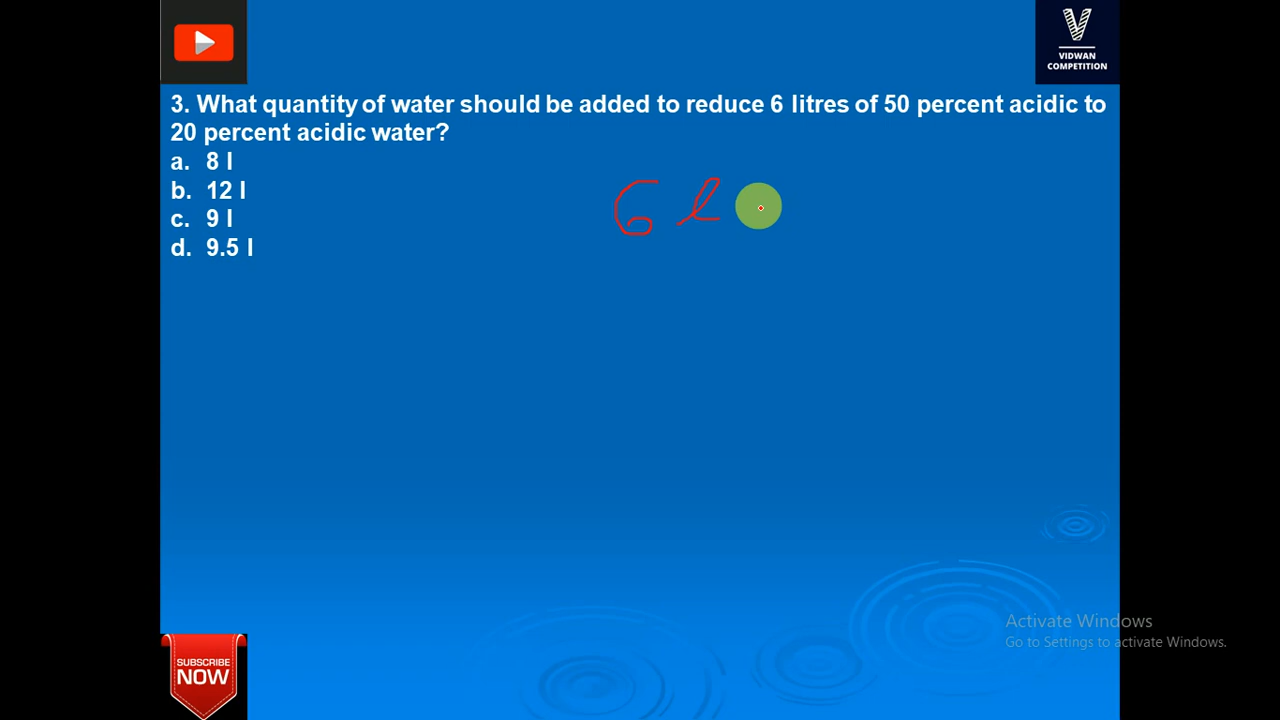 VIDWAN
COMPETITION
3. What quantity of water should be added to reduce 6 litres of 50 percent acidic to
20 percent acidic water?
a. 8 l
b. 12 l
c. 9 l
d. 9.5 l
6 l
Activate Windows
Go to Settings to activate Windows.
SUBSCRIBE
NOW